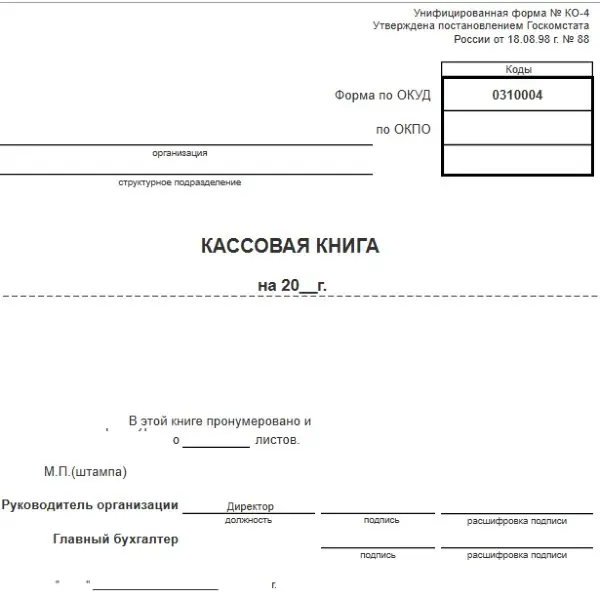 Унифицированная форма № КО-4
Утверждена постановлением Госкомстата
России от 18.08.98 г. № 88
Коды
Форма по ОКУД 0310004
по ОКПО
организация
структурное подразделение
КАССОВАЯ КНИГА
на 20__г.
В этой книге пронумеровано и
о ________ листов.
М.П.(штампа)
Руководитель организации Директор
должность подпись расшифровка подписи
Главный бухгалтер
подпись расшифровка подписи
" " ________ г.